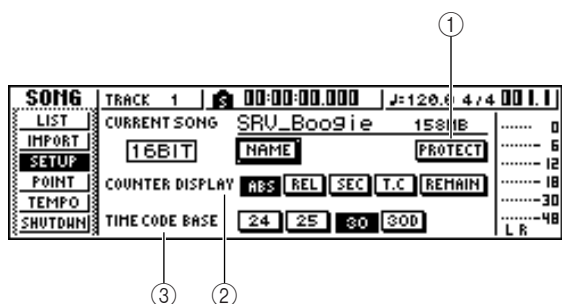 ①
SONG TRACK 1 S 00:00:00.000 ♩=120.0 4/4 001.1
LIST CURRENT SONG SRV_Boogie 158MB 0
IMPORT 16BIT NAME PROTECT 6
SETUP 12
POINT COUNTER DISPLAY ABS REL SEC T.C REMAIN 18
TEMPO 30
SHUTDWN TIME CODE BASE 24 25 30 30D 48
L R
③ ②